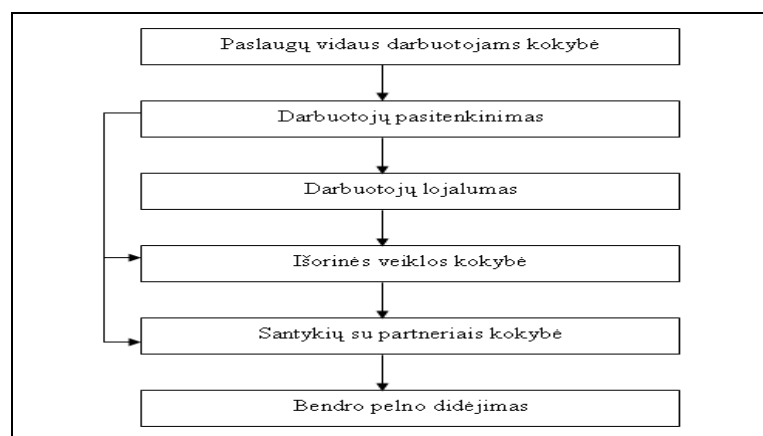 Paslaugų vidaus darbuotojams kokybė
Darbuotojų pasitenkinimas
Darbuotojų lojalumas
Išorinės veiklos kokybė
Santykių su partneriais kokybė
Bendro pelno didėjimas